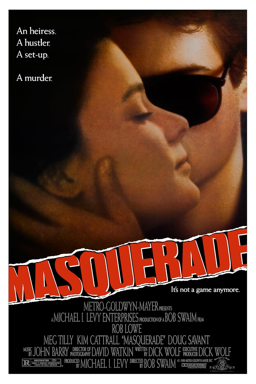 An heiress.
A hustler.
A set-up.
A murder.
MASQUERADE
It's not a game anymore.
METRO-GOLDWYN-MAYER PRESENTS
A MICHAEL I. LEVY ENTERPRISES PRODUCTION OF A BOB SWAIM FILM
ROB LOWE
MEG TILLY KIM CATTRALL "MASQUERADE" DOUG SAVANT
MUSIC BY JOHN BARRY DIRECTOR OF PHOTOGRAPHY DAVID WATKIN WRITTEN BY DICK WOLF EXECUTIVE PRODUCER DICK WOLF
PRODUCED BY MICHAEL I. LEVY DIRECTED BY BOB SWAIM
R